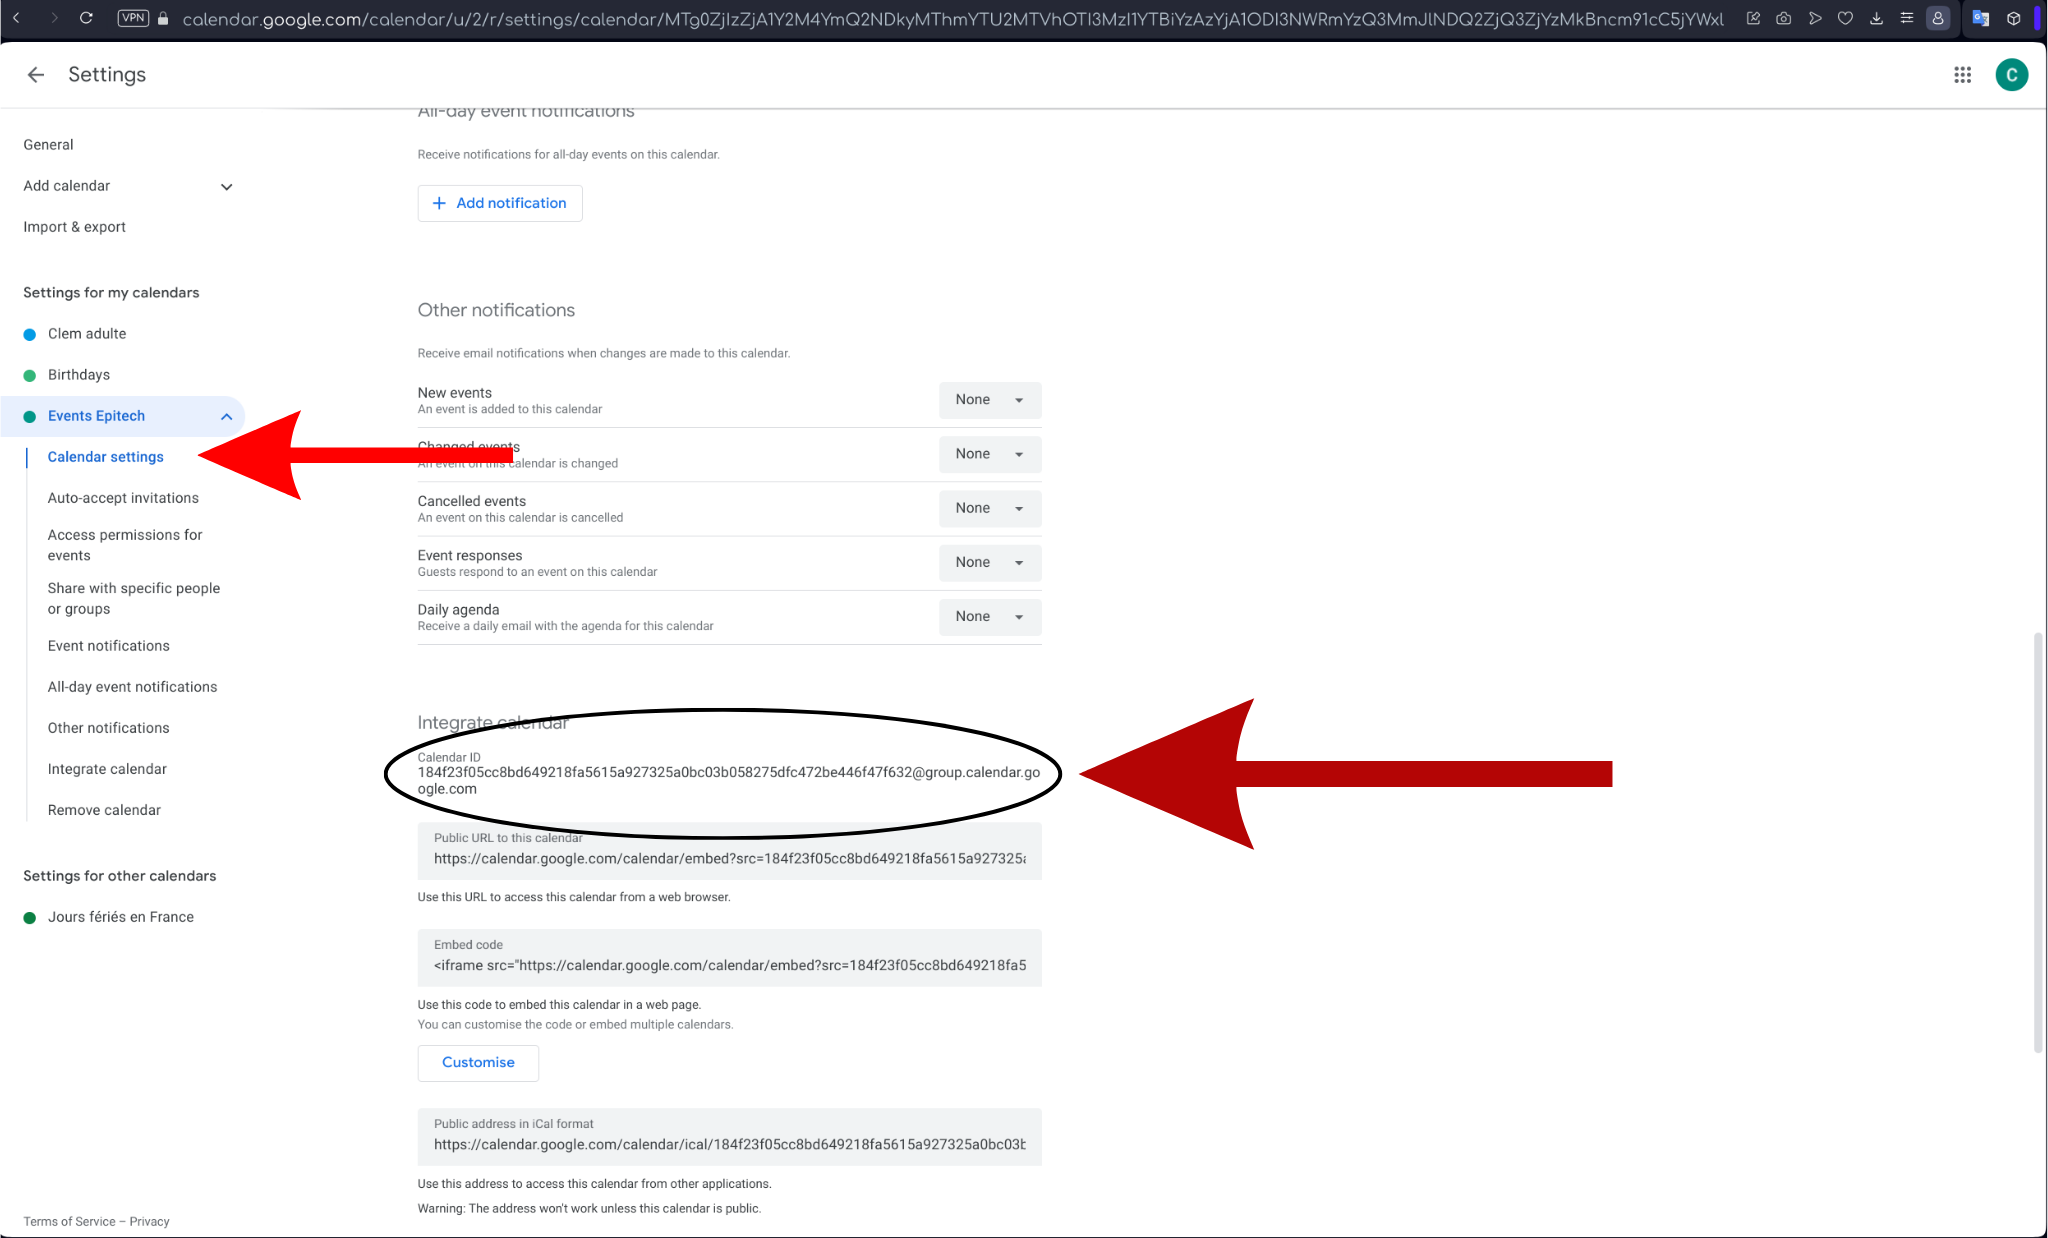 VPN
calendar.google.com/calendar/u/2/r/settings/calendar/MTg0ZjIzZjA1Y2M4YmQ2NDkyMThmYTU2MTVhOTI3MzI1YTBiYzAzYjA1ODI3NWRmYzQ3MmJlNDQ2ZjQ3ZjYzMkBncm91cC5jYWxl
Settings
C
General
Add calendar
Import & export
Settings for my calendars
Clem adulte
Birthdays
Events Epitech
Calendar settings
Auto-accept invitations
Access permissions for
events
Share with specific people
or groups
Event notifications
All-day event notifications
Other notifications
Integrate calendar
Remove calendar
Settings for other calendars
Jours fériés en France
Terms of Service – Privacy
All-day event notifications
Receive notifications for all-day events on this calendar.
+ Add notification
Other notifications
Receive email notifications when changes are made to this calendar.
New events
An event is added to this calendar
None
Changed events
An event on this calendar is changed
None
Cancelled events
An event on this calendar is cancelled
None
Event responses
Guests respond to an event on this calendar
None
Daily agenda
Receive a daily email with the agenda for this calendar
None
Integrate calendar
Calendar ID
184f23f05cc8bd649218fa5615a927325a0bc03b058275dfc472be446f47f632@group.calendar.go
ogle.com
Public URL to this calendar
https://calendar.google.com/calendar/embed?src=184f23f05cc8bd649218fa5615a927325a
Use this URL to access this calendar from a web browser.
Embed code
<iframe src="https://calendar.google.com/calendar/embed?src=184f23f05cc8bd649218fa5
Use this code to embed this calendar in a web page.
You can customise the code or embed multiple calendars.
Customise
Public address in iCal format
https://calendar.google.com/calendar/ical/184f23f05cc8bd649218fa5615a927325a0bc03b
Use this address to access this calendar from other applications.
Warning: The address won't work unless this calendar is public.